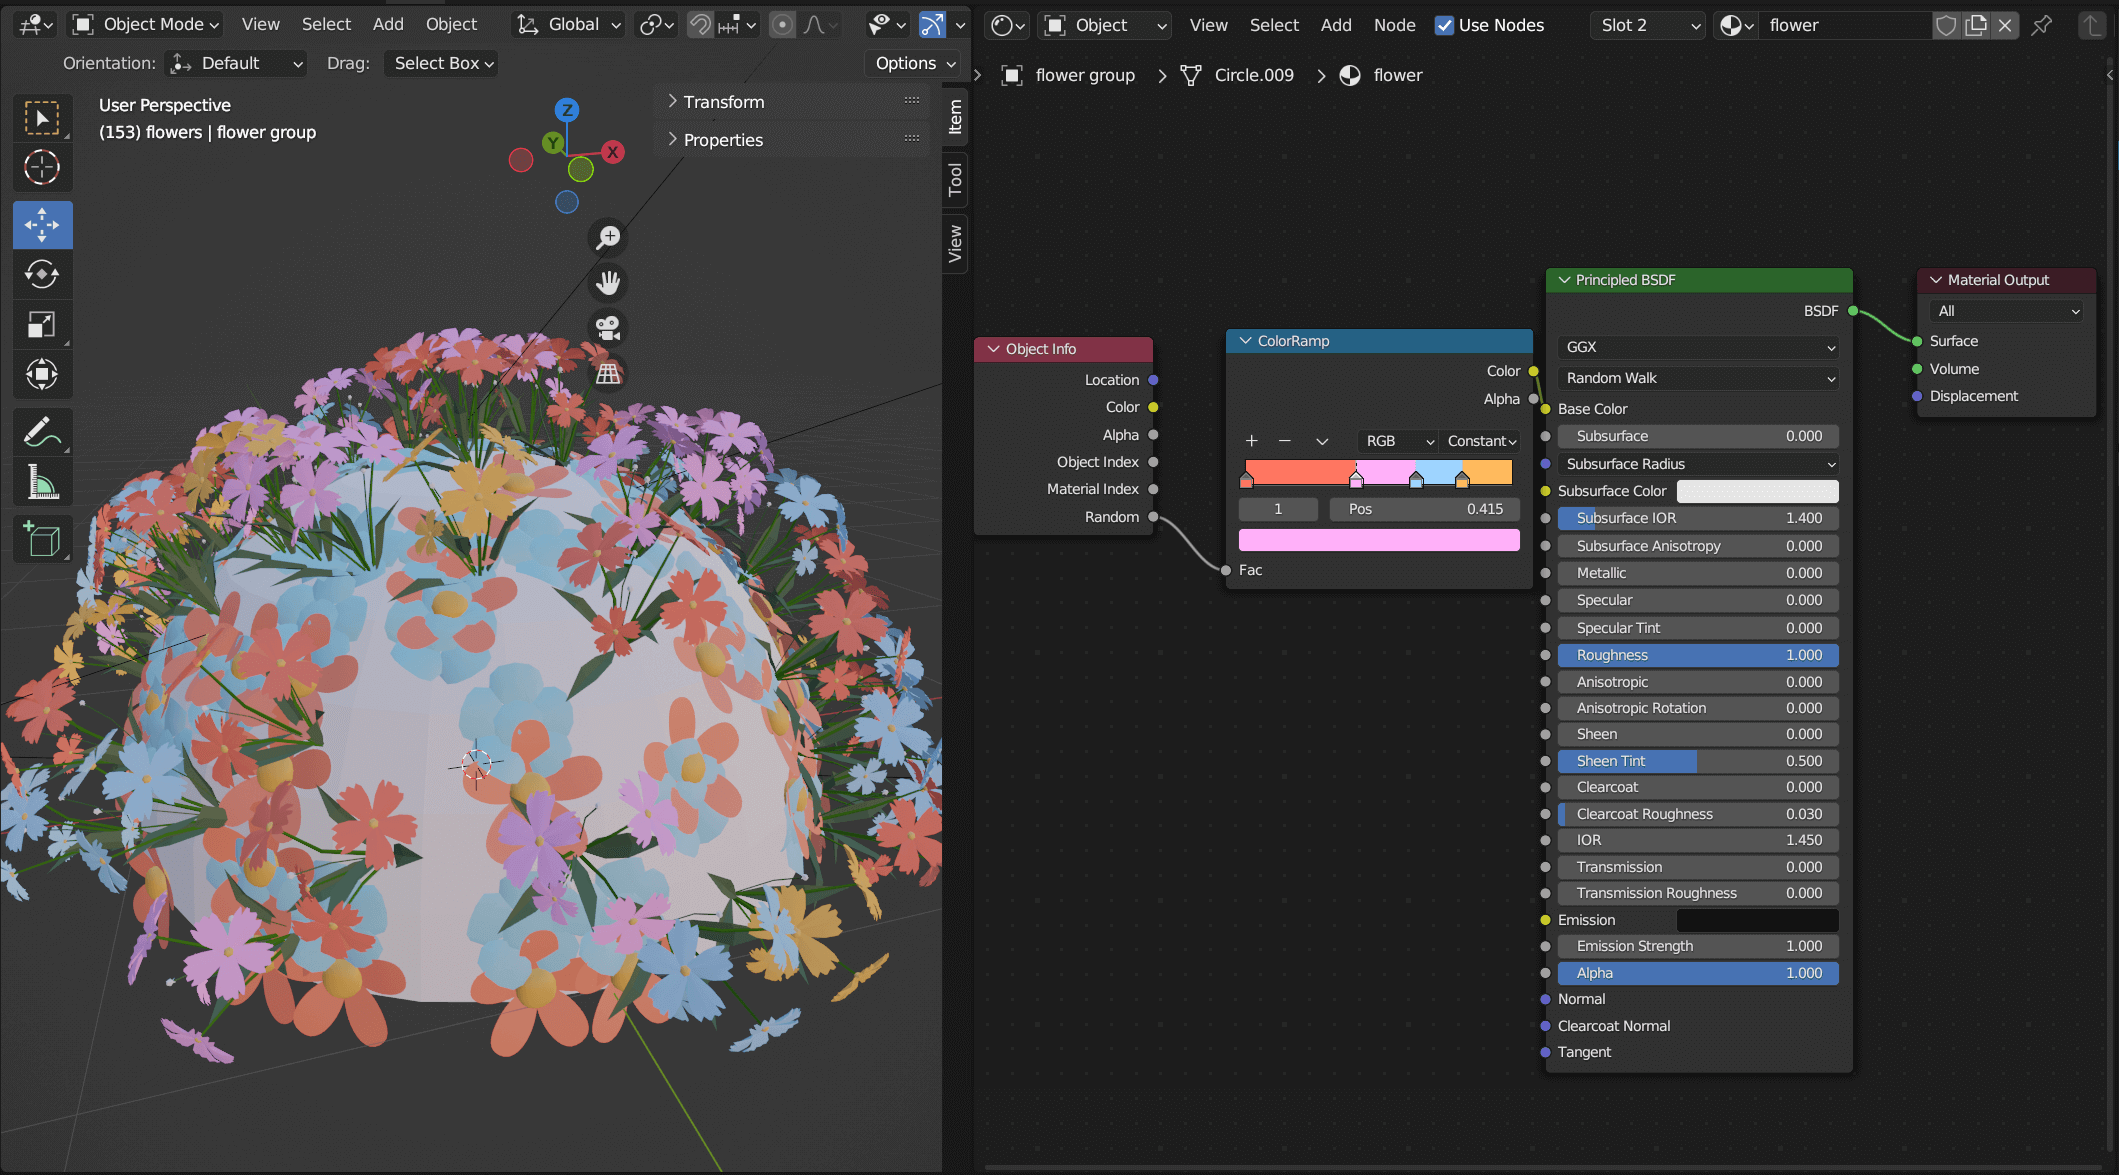 Object Mode View Select Add Object Global
Orientation: Default Drag: Select Box Options
User Perspective
(153) flowers | flower group
Z
Y
X
Transform
Properties
Item
Tool
View
Object View Select Add Node Use Nodes Slot 2 flower
flower group Circle.009 flower
Object Info
Location
Color
Alpha
Object Index
Material Index
Random
ColorRamp
Color
Alpha
RGB Constant
1 Pos 0.415
Fac
Principled BSDF
BSDF
GGX
Random Walk
Base Color
Subsurface 0.000
Subsurface Radius
Subsurface Color
Subsurface IOR 1.400
Subsurface Anisotropy 0.000
Metallic 0.000
Specular 0.000
Specular Tint 0.000
Roughness 1.000
Anisotropic 0.000
Anisotropic Rotation 0.000
Sheen 0.000
Sheen Tint 0.500
Clearcoat 0.000
Clearcoat Roughness 0.030
IOR 1.450
Transmission 0.000
Transmission Roughness 0.000
Emission
Emission Strength 1.000
Alpha 1.000
Normal
Clearcoat Normal
Tangent
Material Output
All
Surface
Volume
Displacement